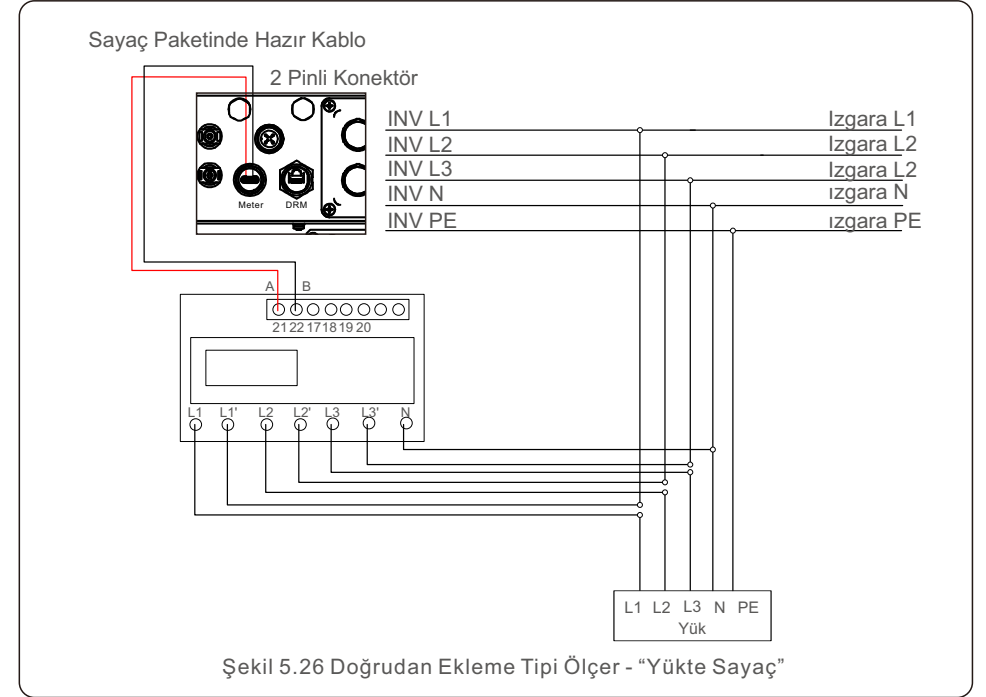 Sayaç Paketinde Hazır Kablo
2 Pinli Konektör
Meter DRM
INV L1 Izgara L1
INV L2 Izgara L2
INV L3 Izgara L2
INV N ızgara N
INV PE ızgara PE
A B
21 22 17 18 19 20
L1 L1' L2 L2' L3 L3' N
L1 L2 L3 N PE
Yük
Şekil 5.26 Doğrudan Ekleme Tipi Ölçer - “Yükte Sayaç”